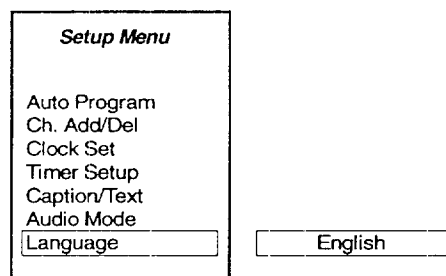 Setup Menu
Auto Program
Ch. Add/Del
Clock Set
Timer Setup
Caption/Text
Audio Mode
Language
English